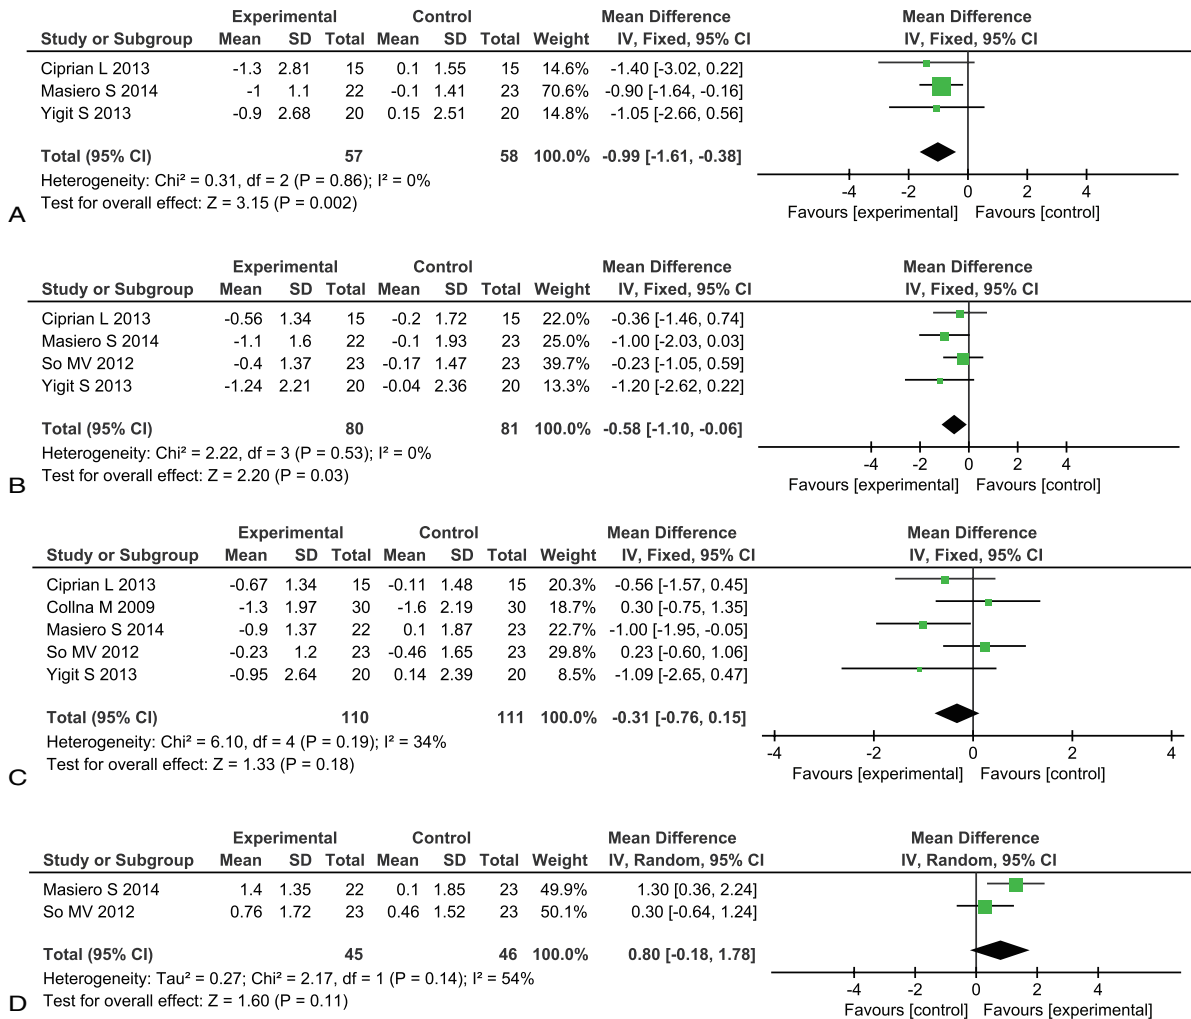 Experimental Control Mean Difference Mean Difference
Study or Subgroup Mean SD Total Mean SD Total Weight IV, Fixed, 95% CI IV, Fixed, 95% CI
Ciprian L 2013 -1.3 2.81 15 0.1 1.55 15 14.6% -1.40 [-3.02, 0.22]
Masiero S 2014 -1 1.1 22 -0.1 1.41 23 70.6% -0.90 [-1.64, -0.16]
Yigit S 2013 -0.9 2.68 20 0.15 2.51 20 14.8% -1.05 [-2.66, 0.56]
Total (95% CI) 57 58 100.0% -0.99 [-1.61, -0.38]
Heterogeneity: Chi² = 0.31, df = 2 (P = 0.86); I² = 0%
Test for overall effect: Z = 3.15 (P = 0.002)
-4 -2 0 2 4
Favours [experimental] Favours [control]
A
Experimental Control Mean Difference Mean Difference
Study or Subgroup Mean SD Total Mean SD Total Weight IV, Fixed, 95% CI IV, Fixed, 95% CI
Ciprian L 2013 -0.56 1.34 15 -0.2 1.72 15 22.0% -0.36 [-1.46, 0.74]
Masiero S 2014 -1.1 1.6 22 -0.1 1.93 23 25.0% -1.00 [-2.03, 0.03]
So MV 2012 -0.4 1.37 23 -0.17 1.47 23 39.7% -0.23 [-1.05, 0.59]
Yigit S 2013 -1.24 2.21 20 -0.04 2.36 20 13.3% -1.20 [-2.62, 0.22]
Total (95% CI) 80 81 100.0% -0.58 [-1.10, -0.06]
Heterogeneity: Chi² = 2.22, df = 3 (P = 0.53); I² = 0%
Test for overall effect: Z = 2.20 (P = 0.03)
-4 -2 0 2 4
Favours [experimental] Favours [control]
B
Experimental Control Mean Difference Mean Difference
Study or Subgroup Mean SD Total Mean SD Total Weight IV, Fixed, 95% CI IV, Fixed, 95% CI
Ciprian L 2013 -0.67 1.34 15 -0.11 1.48 15 20.3% -0.56 [-1.57, 0.45]
Collna M 2009 -1.3 1.97 30 -1.6 2.19 30 18.7% 0.30 [-0.75, 1.35]
Masiero S 2014 -0.9 1.37 22 0.1 1.87 23 22.7% -1.00 [-1.95, -0.05]
So MV 2012 -0.23 1.2 23 -0.46 1.65 23 29.8% 0.23 [-0.60, 1.06]
Yigit S 2013 -0.95 2.64 20 0.14 2.39 20 8.5% -1.09 [-2.65, 0.47]
Total (95% CI) 110 111 100.0% -0.31 [-0.76, 0.15]
Heterogeneity: Chi² = 6.10, df = 4 (P = 0.19); I² = 34%
Test for overall effect: Z = 1.33 (P = 0.18)
-4 -2 0 2 4
Favours [experimental] Favours [control]
C
Experimental Control Mean Difference Mean Difference
Study or Subgroup Mean SD Total Mean SD Total Weight IV, Random, 95% CI IV, Random, 95% CI
Masiero S 2014 1.4 1.35 22 0.1 1.85 23 49.9% 1.30 [0.36, 2.24]
So MV 2012 0.76 1.72 23 0.46 1.52 23 50.1% 0.30 [-0.64, 1.24]
Total (95% CI) 45 46 100.0% 0.80 [-0.18, 1.78]
Heterogeneity: Tau² = 0.27; Chi² = 2.17, df = 1 (P = 0.14); I² = 54%
Test for overall effect: Z = 1.60 (P = 0.11)
-4 -2 0 2 4
Favours [control] Favours [experimental]
D